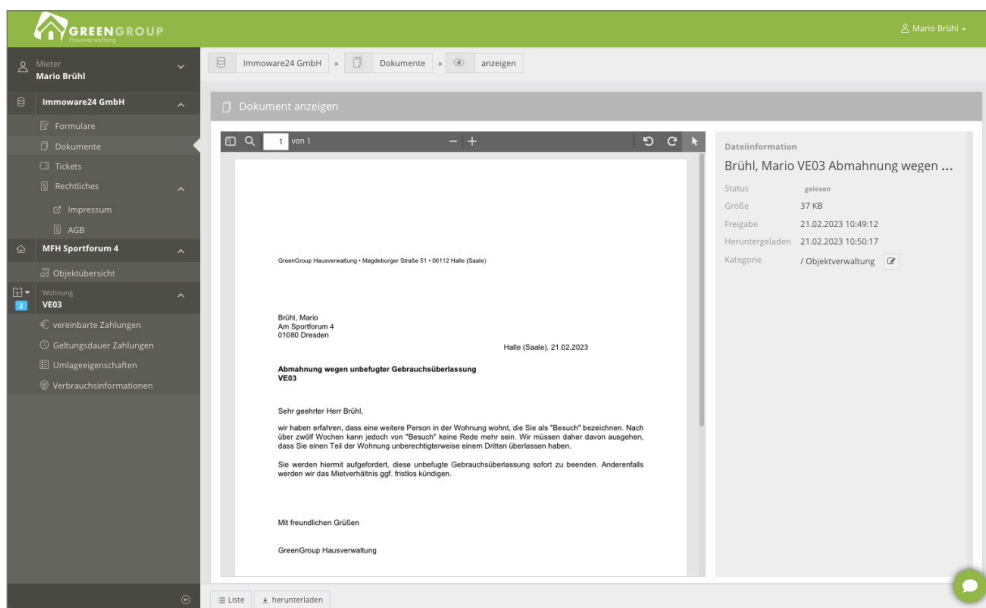 GREENGROUP
Hausverwaltung
Mario Brühl
Mieter
Mario Brühl
Immoware24 GmbH
Formulare
Dokumente
Tickets
Rechtliches
Impressum
AGB
MFH Sportforum 4
Objektübersicht
Wohnung
2 VE03
vereinbarte Zahlungen
Geltungsdauer Zahlungen
Umlageeigenschaften
Verbrauchsinformationen
Immoware24 GmbH » Dokumente » anzeigen
Dokument anzeigen
1 von 1
GreenGroup Hausverwaltung • Magdeburger Straße 51 • 06112 Halle (Saale)
Brühl, Mario
Am Sportforum 4
01080 Dresden
Halle (Saale), 21.02.2023
Abmahnung wegen unbefugter Gebrauchsüberlassung
VE03
Sehr geehrter Herr Brühl,
wir haben erfahren, dass eine weitere Person in der Wohnung wohnt, die Sie als "Besuch" bezeichnen. Nach
über zwölf Wochen kann jedoch von "Besuch" keine Rede mehr sein. Wir müssen daher davon ausgehen,
dass Sie einen Teil der Wohnung unberechtigterweise einem Dritten überlassen haben.
Sie werden hiermit aufgefordert, diese unbefugte Gebrauchsüberlassung sofort zu beenden. Anderenfalls
werden wir das Mietverhältnis ggf. fristlos kündigen.
Mit freundlichen Grüßen
GreenGroup Hausverwaltung
Dateiinformation
Brühl, Mario VE03 Abmahnung wegen ...
Status gelesen
Größe 37 KB
Freigabe 21.02.2023 10:49:12
Heruntergeladen 21.02.2023 10:50:17
Kategorie / Objektverwaltung
Liste herunterladen